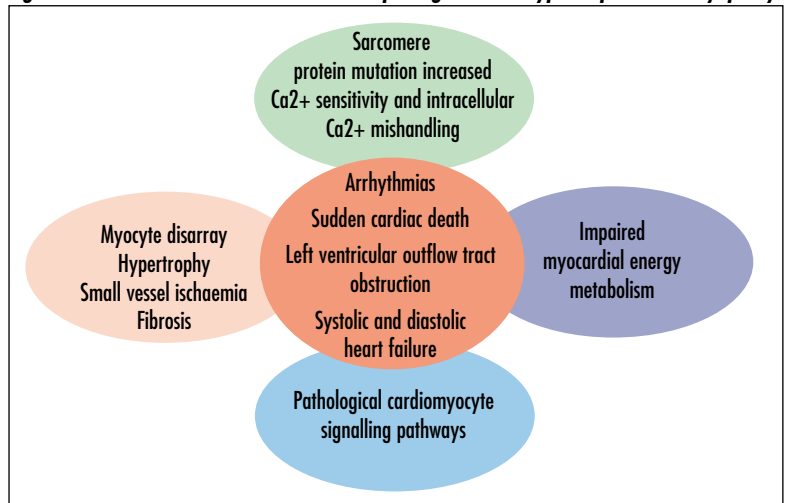 Sarcomere
protein mutation increased
Ca2+ sensitivity and intracellular
Ca2+ mishandling
Arrhythmias
Sudden cardiac death
Left ventricular outflow tract
obstruction
Systolic and diastolic
heart failure
Myocyte disarray
Hypertrophy
Small vessel ischaemia
Fibrosis
Impaired
myocardial energy
metabolism
Pathological cardiomyocyte
signalling pathways